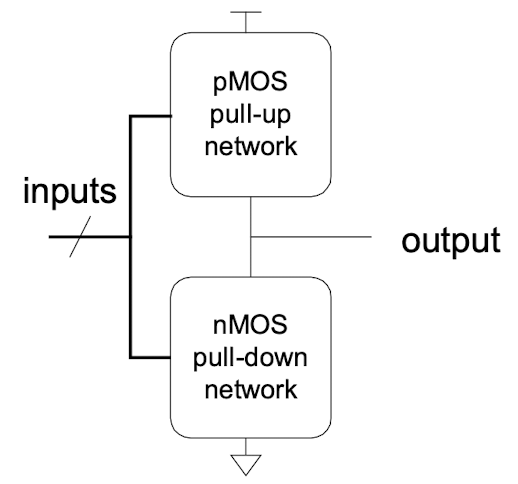 pMOS
pull-up
network
inputs
output
nMOS
pull-down
network